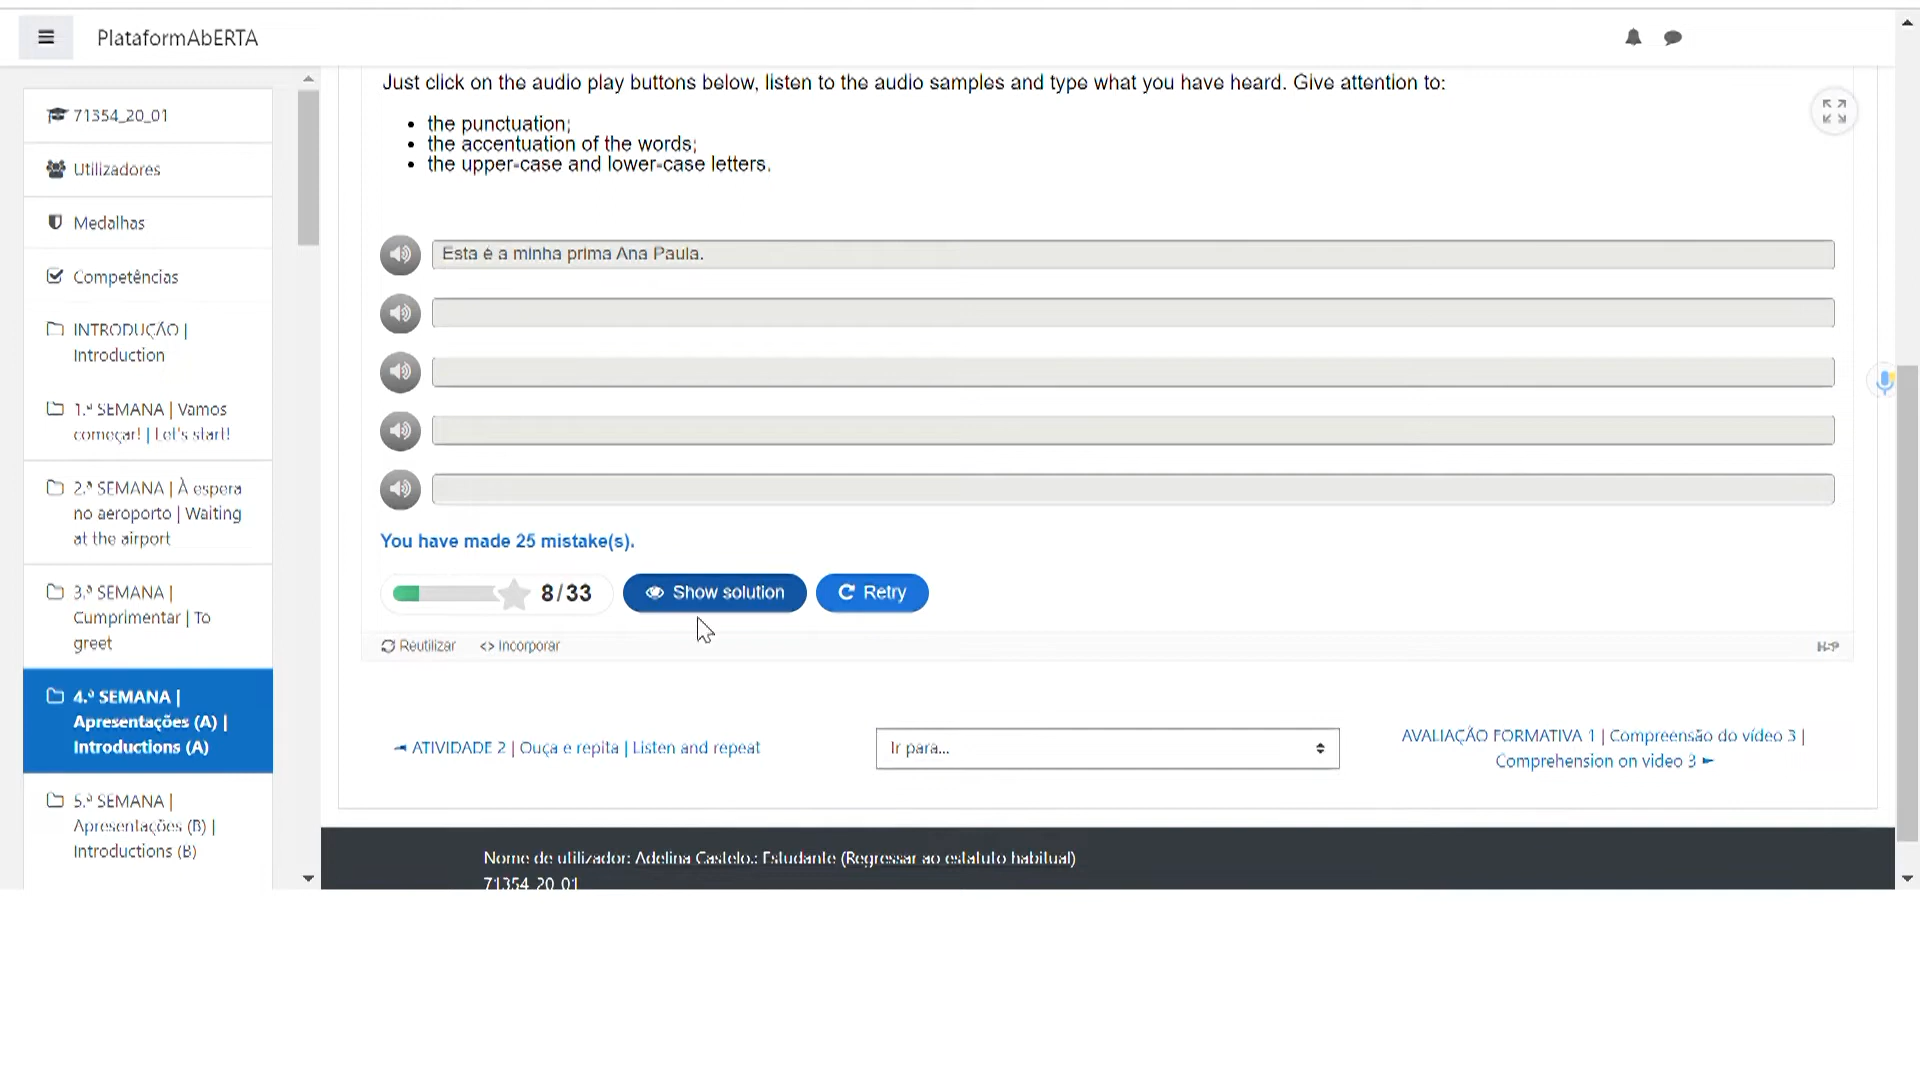 PlataformAbERTA
Just click on the audio play buttons below, listen to the audio samples and type what you have heard. Give attention to:
the punctuation;
the accentuation of the words;
the upper-case and lower-case letters.
71354_20_01
Utilizadores
Medalhas
Competências
INTRODUÇÃO |
Introduction
1.ª SEMANA | Vamos
começar! | Let's start!
2.ª SEMANA | À espera
no aeroporto | Waiting
at the airport
3.ª SEMANA |
Cumprimentar | To
greet
4.ª SEMANA |
Apresentações (A) |
Introductions (A)
5.ª SEMANA |
Apresentações (B) |
Introductions (B)
Esta é a minha prima Ana Paula.
You have made 25 mistake(s).
8/33
Show solution
Retry
Reutilizar
<> Incorporar
H5P
◄ ATIVIDADE 2 | Ouça e repita | Listen and repeat
Ir para...
AVALIAÇÃO FORMATIVA 1 | Compreensão do vídeo 3 |
Comprehension on video 3 ►
Nome de utilizador: Adelina Castelo.: Estudante (Regressar ao estatuto habitual)
71354_20_01